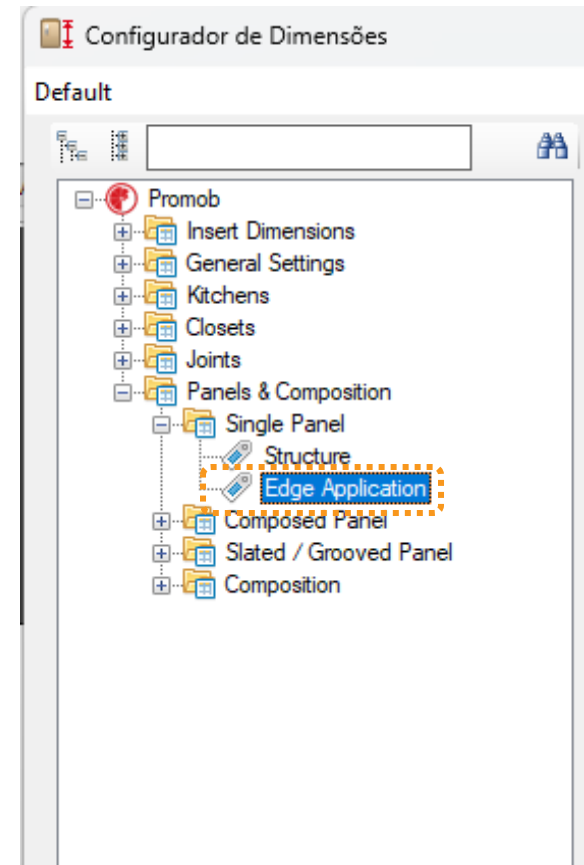 Configurador de Dimensões
Default
Promob
Insert Dimensions
General Settings
Kitchens
Closets
Joints
Panels & Composition
Single Panel
Structure
Edge Application
Composed Panel
Slated / Grooved Panel
Composition